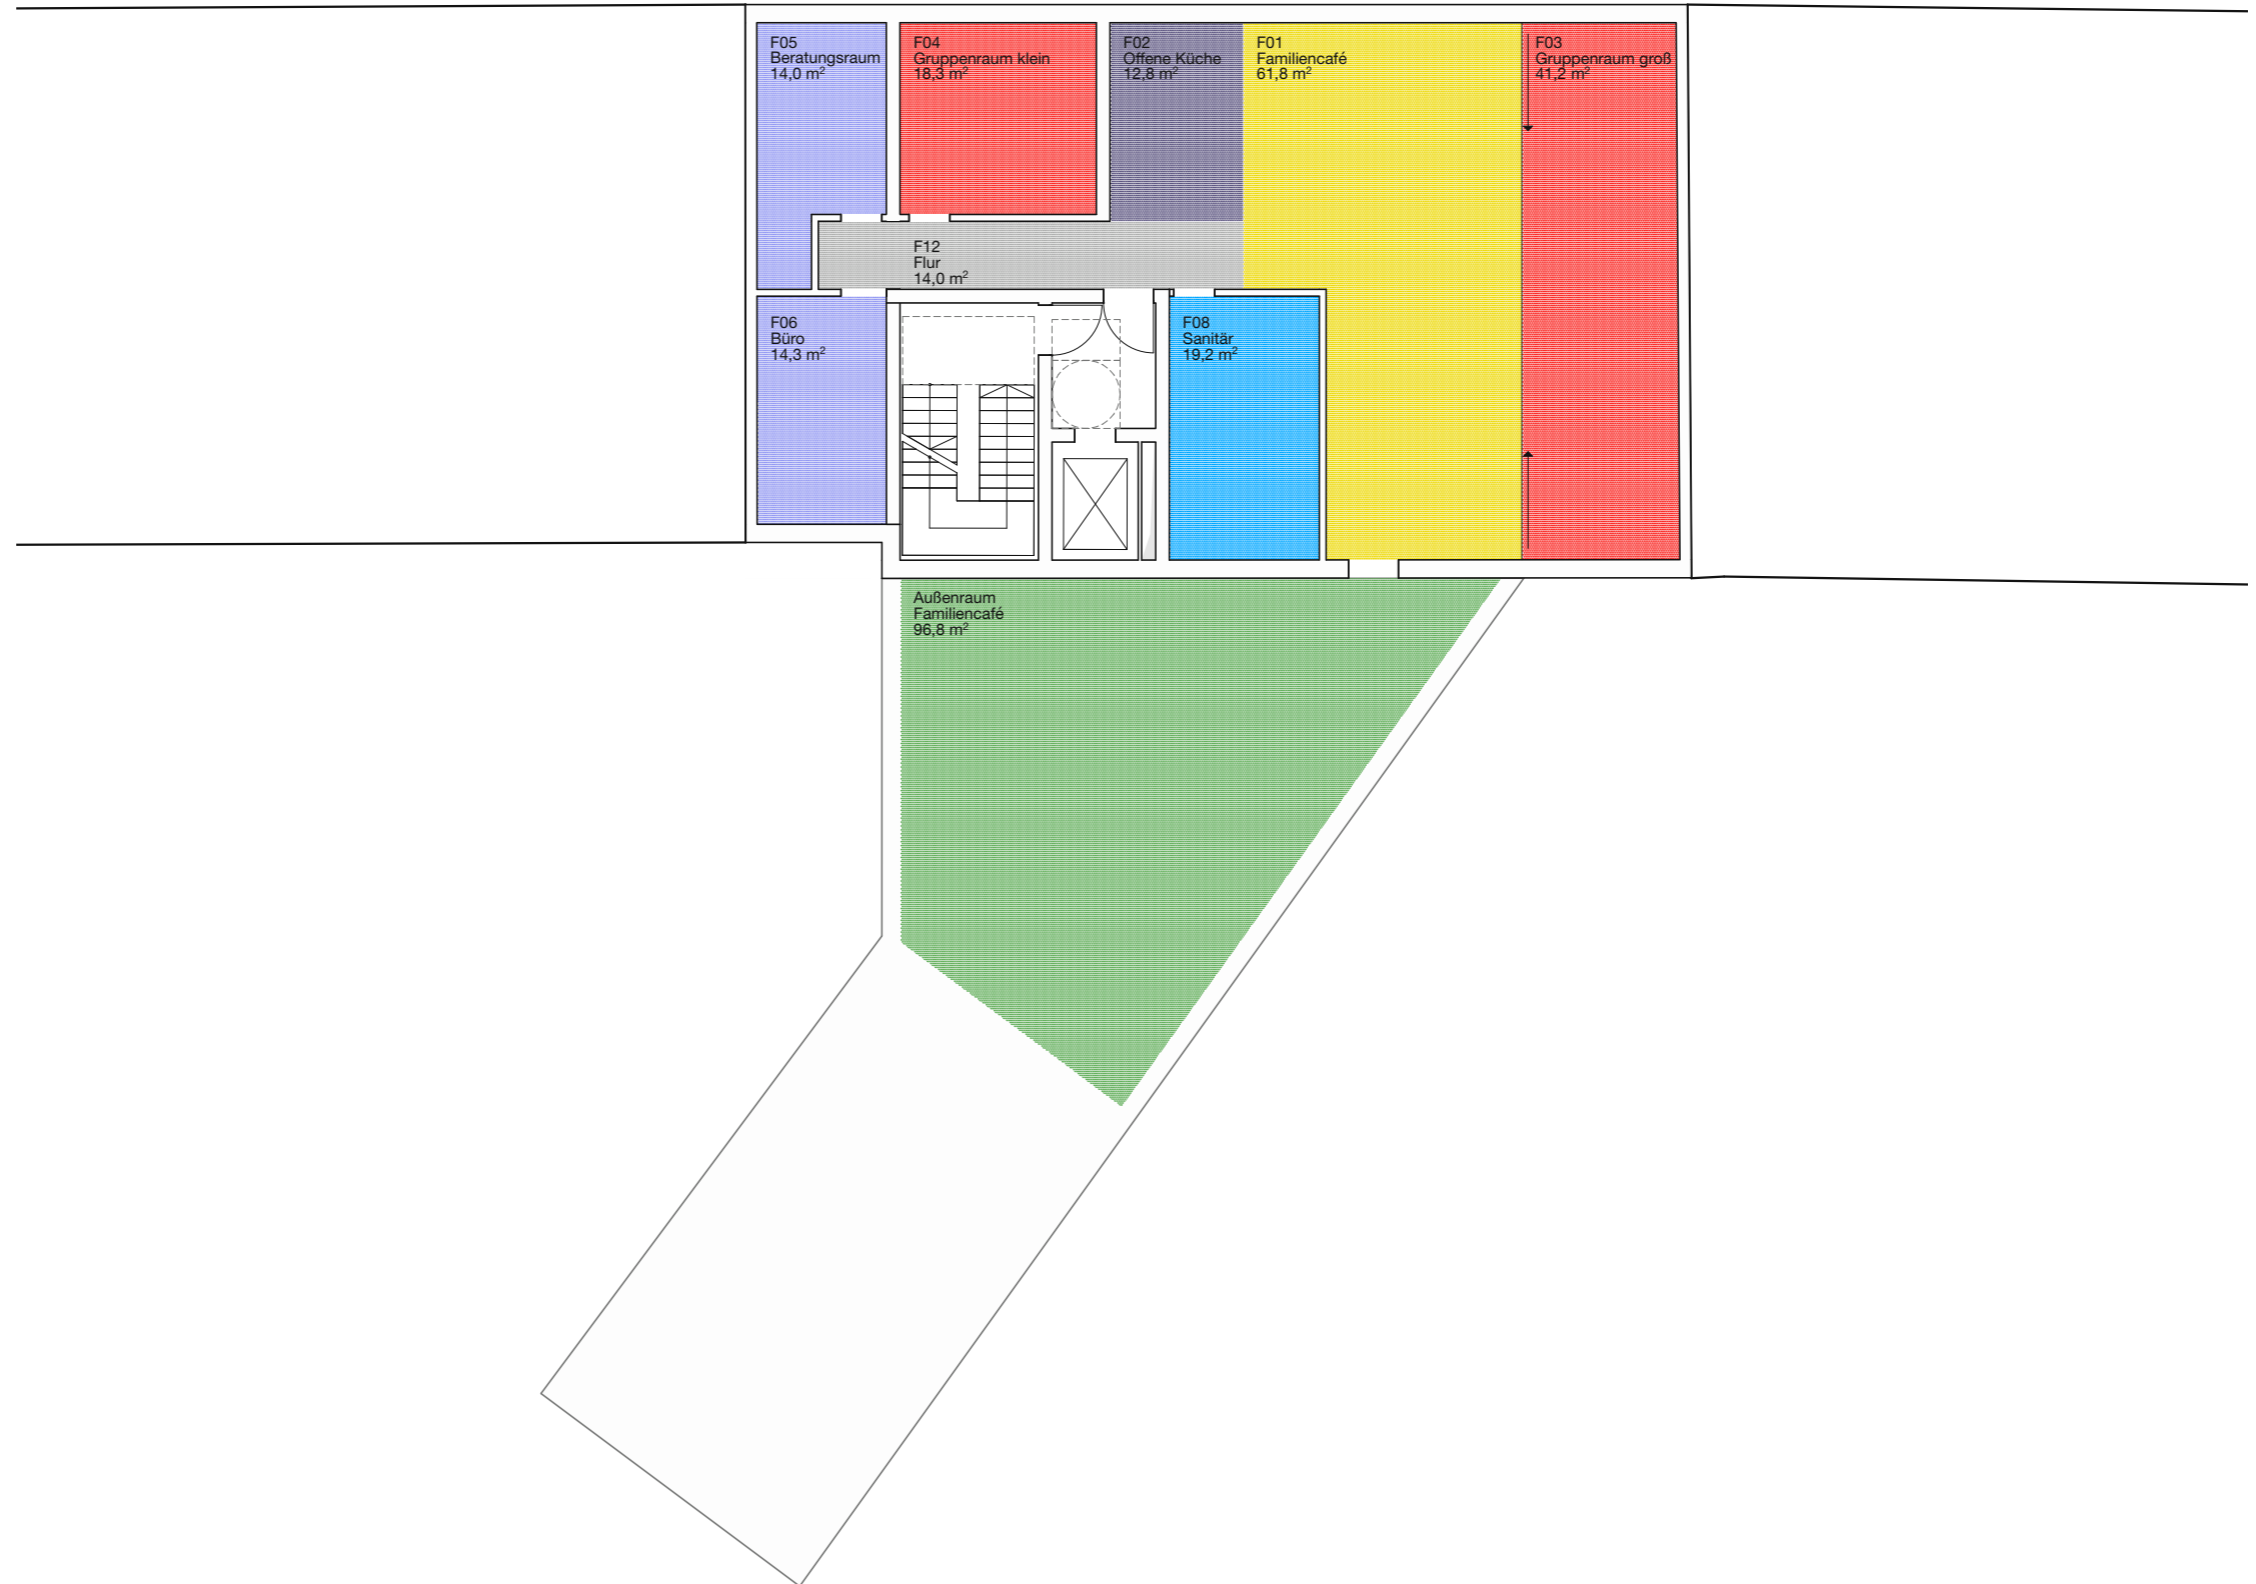 F05
Beratungsraum
14,0 m²
F04
Gruppenraum klein
18,3 m²
F02
Offene Küche
12,8 m²
F01
Familiencafé
61,8 m²
F03
Gruppenraum groß
41,2 m²
F12
Flur
14,0 m²
F06
Büro
14,3 m²
F08
Sanitär
19,2 m²
Außenraum
Familiencafé
96,8 m²